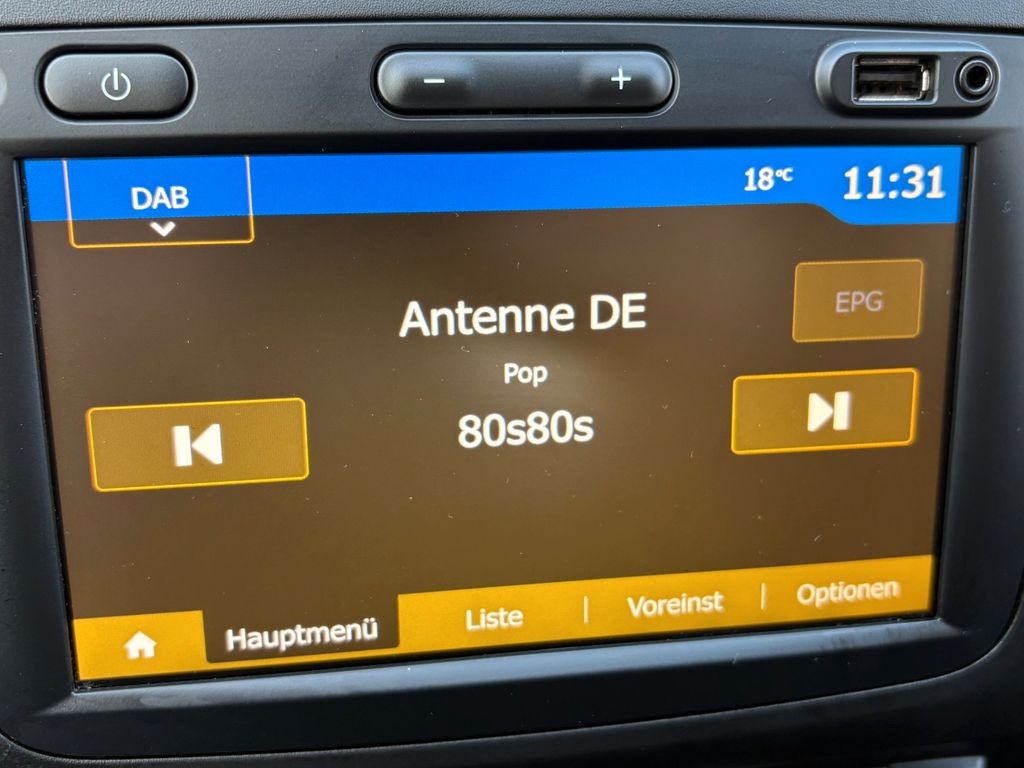 DAB
18°C
11:31
Antenne DE
EPG
Pop
80s80s
Hauptmenü
Liste
Voreinst
Optionen